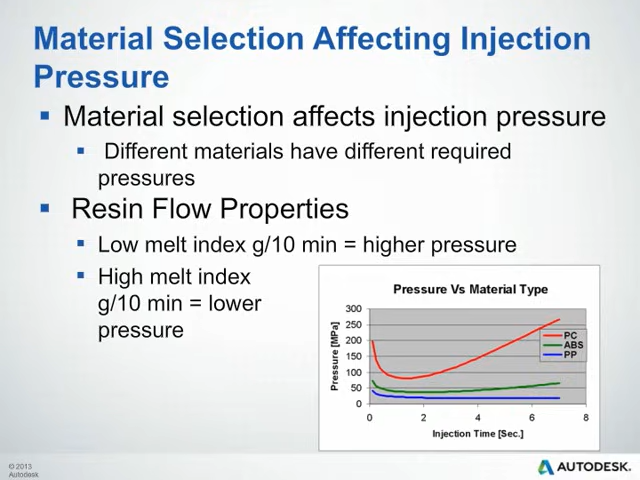 Material Selection Affecting Injection
Pressure
Material selection affects injection pressure
Different materials have different required
pressures
Resin Flow Properties
Low melt index g/10 min = higher pressure
High melt index
g/10 min = lower
pressure
Pressure Vs Material Type
Pressure [MPa]
300
250
200
150
100
50
0
0 2 4 6 8
Injection Time [Sec.]
PC
ABS
PP
© 2013
Autodesk
AUTODESK.